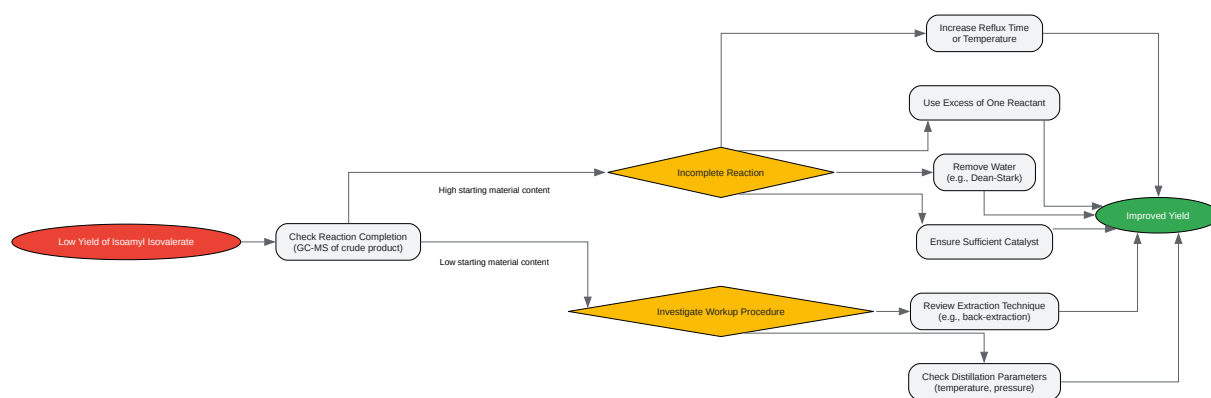 Low Yield of Isoamyl Isovalerate
Check Reaction Completion
(GC-MS of crude product)
High starting material content
Low starting material content
Incomplete Reaction
Investigate Workup Procedure
Increase Reflux Time
or Temperature
Use Excess of One Reactant
Remove Water
(e.g., Dean-Stark)
Ensure Sufficient Catalyst
Review Extraction Technique
(e.g., back-extraction)
Check Distillation Parameters
(temperature, pressure)
Improved Yield